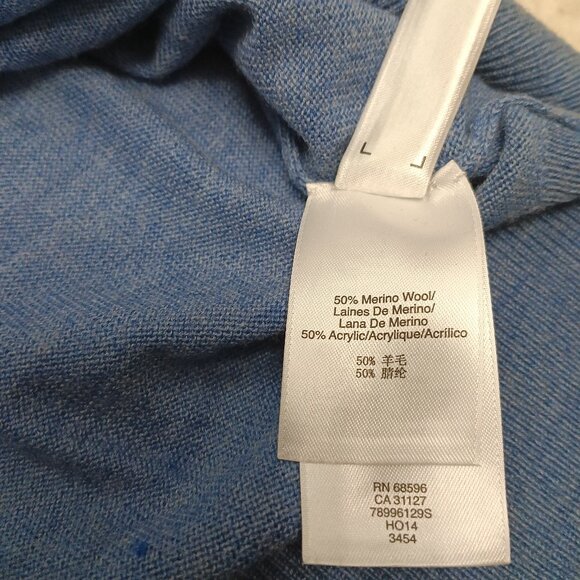 50% Merino Wool/
Laines De Merino/
Lana De Merino
50% Acrylic/Acrylique/Acrílico
50% 羊毛
50% 腈纶
RN 68596
CA 31127
78996129S
HO14
3454